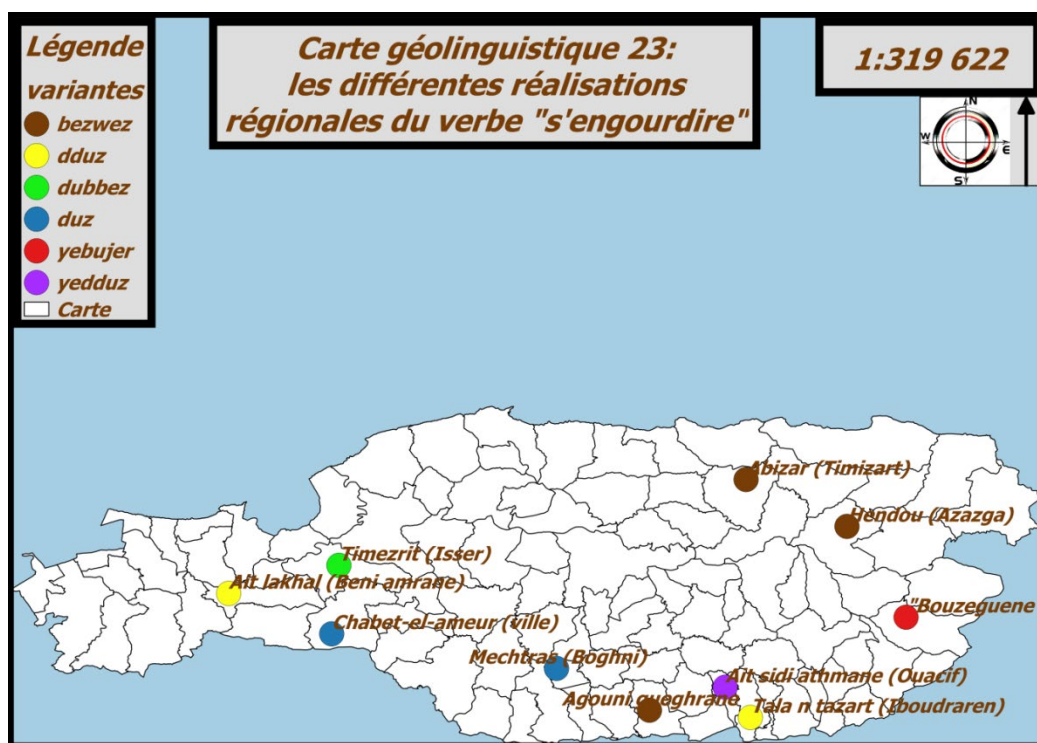 Légende
variantes
bezwez
dduz
dubbez
duz
yebujer
yedduz
Carte
Carte géolinguistique 23:
les différentes réalisations
régionales du verbe "s'engourdire"
1:319 622
N
W
E
S
Abizar (Timizart)
Hendou (Azazga)
Timezrit (Isser)
Ait lakhal (Beni amrane)
"Bouzeguene
Chabet-el-ameur (ville)
Mechtras (Boghni)
Ait sidi athmane (Ouacif)
Agouni gueghrane
Tala n tazart (Iboudraren)